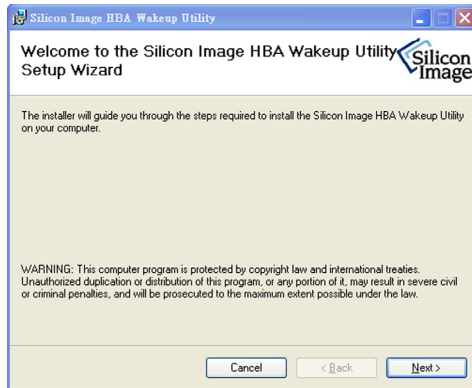 Silicon Image HBA Wakeup Utility
Welcome to the Silicon Image HBA Wakeup Utility
Setup Wizard
Silicon
Image
The installer will guide you through the steps required to install the Silicon Image HBA Wakeup Utility
on your computer.
WARNING: This computer program is protected by copyright law and international treaties.
Unauthorized duplication or distribution of this program, or any portion of it, may result in severe civil
or criminal penalties, and will be prosecuted to the maximum extent possible under the law.
Cancel
< Back
Next >